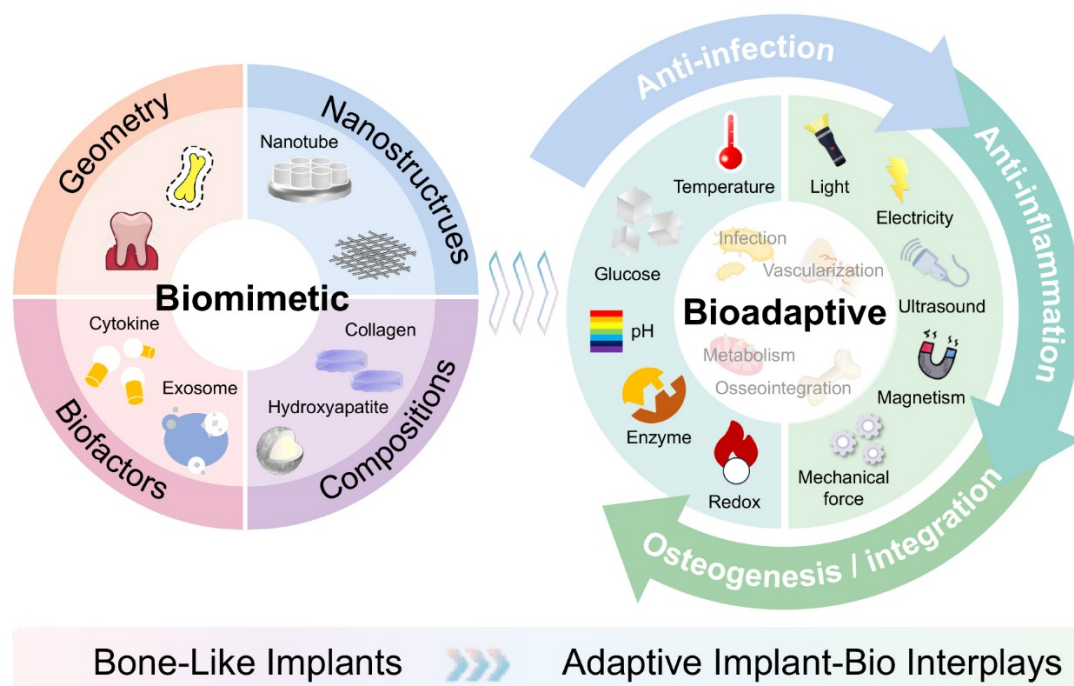 Geometry
Nanostructrues
Nanotube
Biomimetic
Cytokine
Exosome
Biofactors
Collagen
Hydroxyapatite
Compositions
Anti-infection
Anti-inflammation
Osteogenesis / integration
Temperature
Light
Electricity
Glucose
Infection
Vascularization
Ultrasound
pH
Bioadaptive
Metabolism
Osseointegration
Magnetism
Enzyme
Redox
Mechanical
force
Bone-Like Implants
Adaptive Implant-Bio Interplays